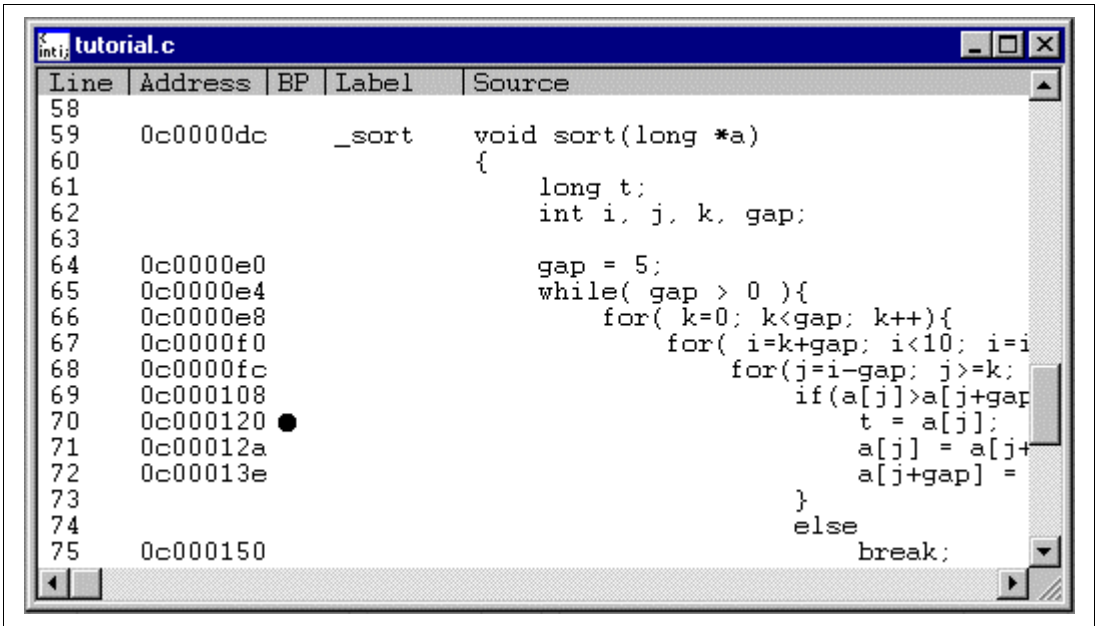 inti; tutorial.c
Line Address BP Label Source
58
59 0c0000dc _sort void sort(long *a)
60 {
61 long t;
62 int i, j, k, gap;
63
64 0c0000e0 gap = 5;
65 0c0000e4 while( gap > 0 ){
66 0c0000e8 for( k=0; k<gap; k++){
67 0c0000f0 for( i=k+gap; i<10; i=i
68 0c0000fc for(j=i-gap; j>=k;
69 0c000108 if(a[j]>a[j+gap
70 0c000120 ● t = a[j];
71 0c00012a a[j] = a[j+
72 0c00013e a[j+gap] =
73 }
74 else
75 0c000150 break;